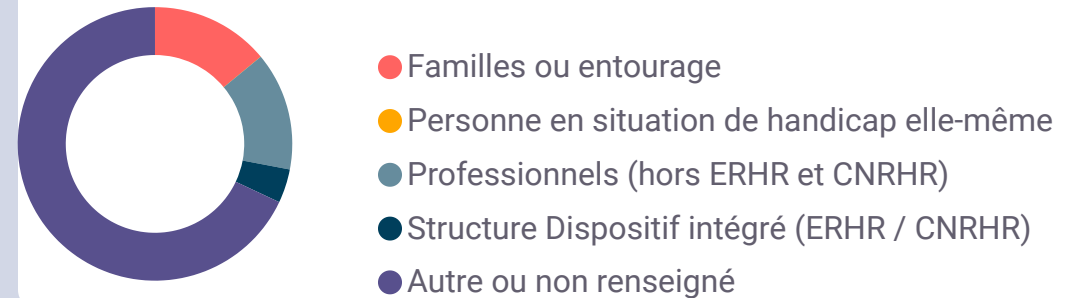 Familles ou entourage
Personne en situation de handicap elle-même
Professionnels (hors ERHR et CNRHR)
Structure Dispositif intégré (ERHR / CNRHR)
Autre ou non renseigné